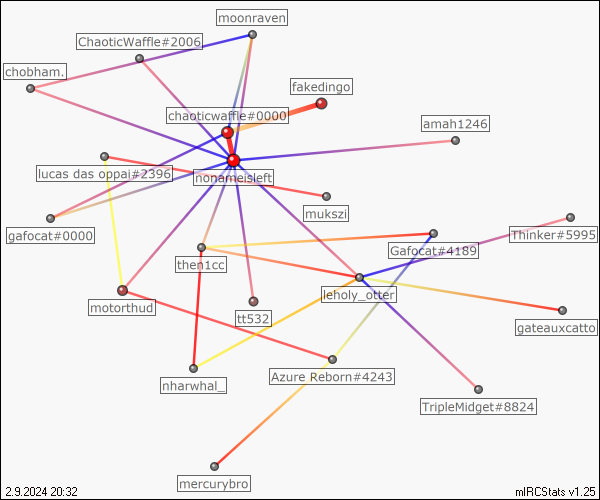 moonraven
ChaoticWaffle#2006
chobham.
fakedingo
chaoticwaffle#0000
amah1246
lucas das oppai#2396
nonameisleft
mukszi
gafocat#0000
Thinker#5995
Gafocat#4189
then1cc
leholy_otter
motorthud
tt532
gateauxcatto
nharwhal_
Azure Reborn#4243
TripleMidget#8824
mercurybro
2.9.2024 20:32
mIRCStats v1.25